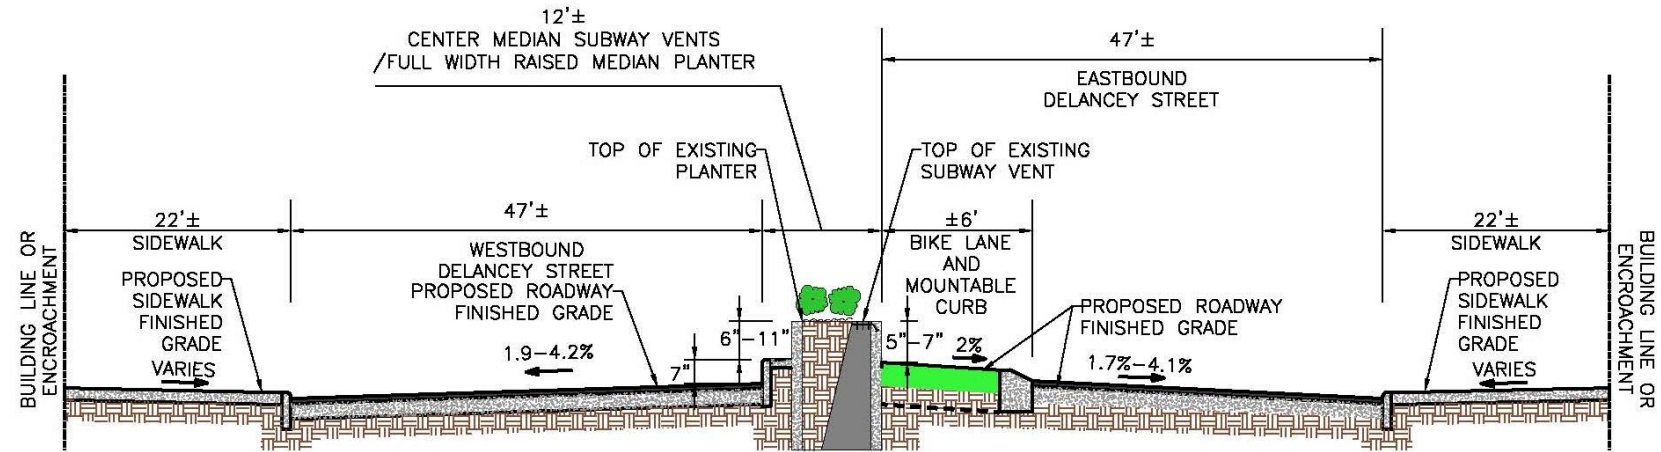 12'±
CENTER MEDIAN SUBWAY VENTS
/FULL WIDTH RAISED MEDIAN PLANTER
47'±
EASTBOUND
DELANCEY STREET
TOP OF EXISTING
PLANTER
TOP OF EXISTING
SUBWAY VENT
22'±
SIDEWALK
47'±
WESTBOUND
DELANCEY STREET
±6'
BIKE LANE
AND
MOUNTABLE
CURB
22'±
SIDEWALK
BUILDING LINE OR
ENCROACHMENT
PROPOSED
SIDEWALK
FINISHED
GRADE
VARIES
PROPOSED ROADWAY
FINISHED GRADE
1.9-4.2%
7"
6"-11"
5"-7"
2%
PROPOSED ROADWAY
FINISHED GRADE
1.7%-4.1%
PROPOSED
SIDEWALK
FINISHED
GRADE
VARIES
BUILDING LINE OR
ENCROACHMENT